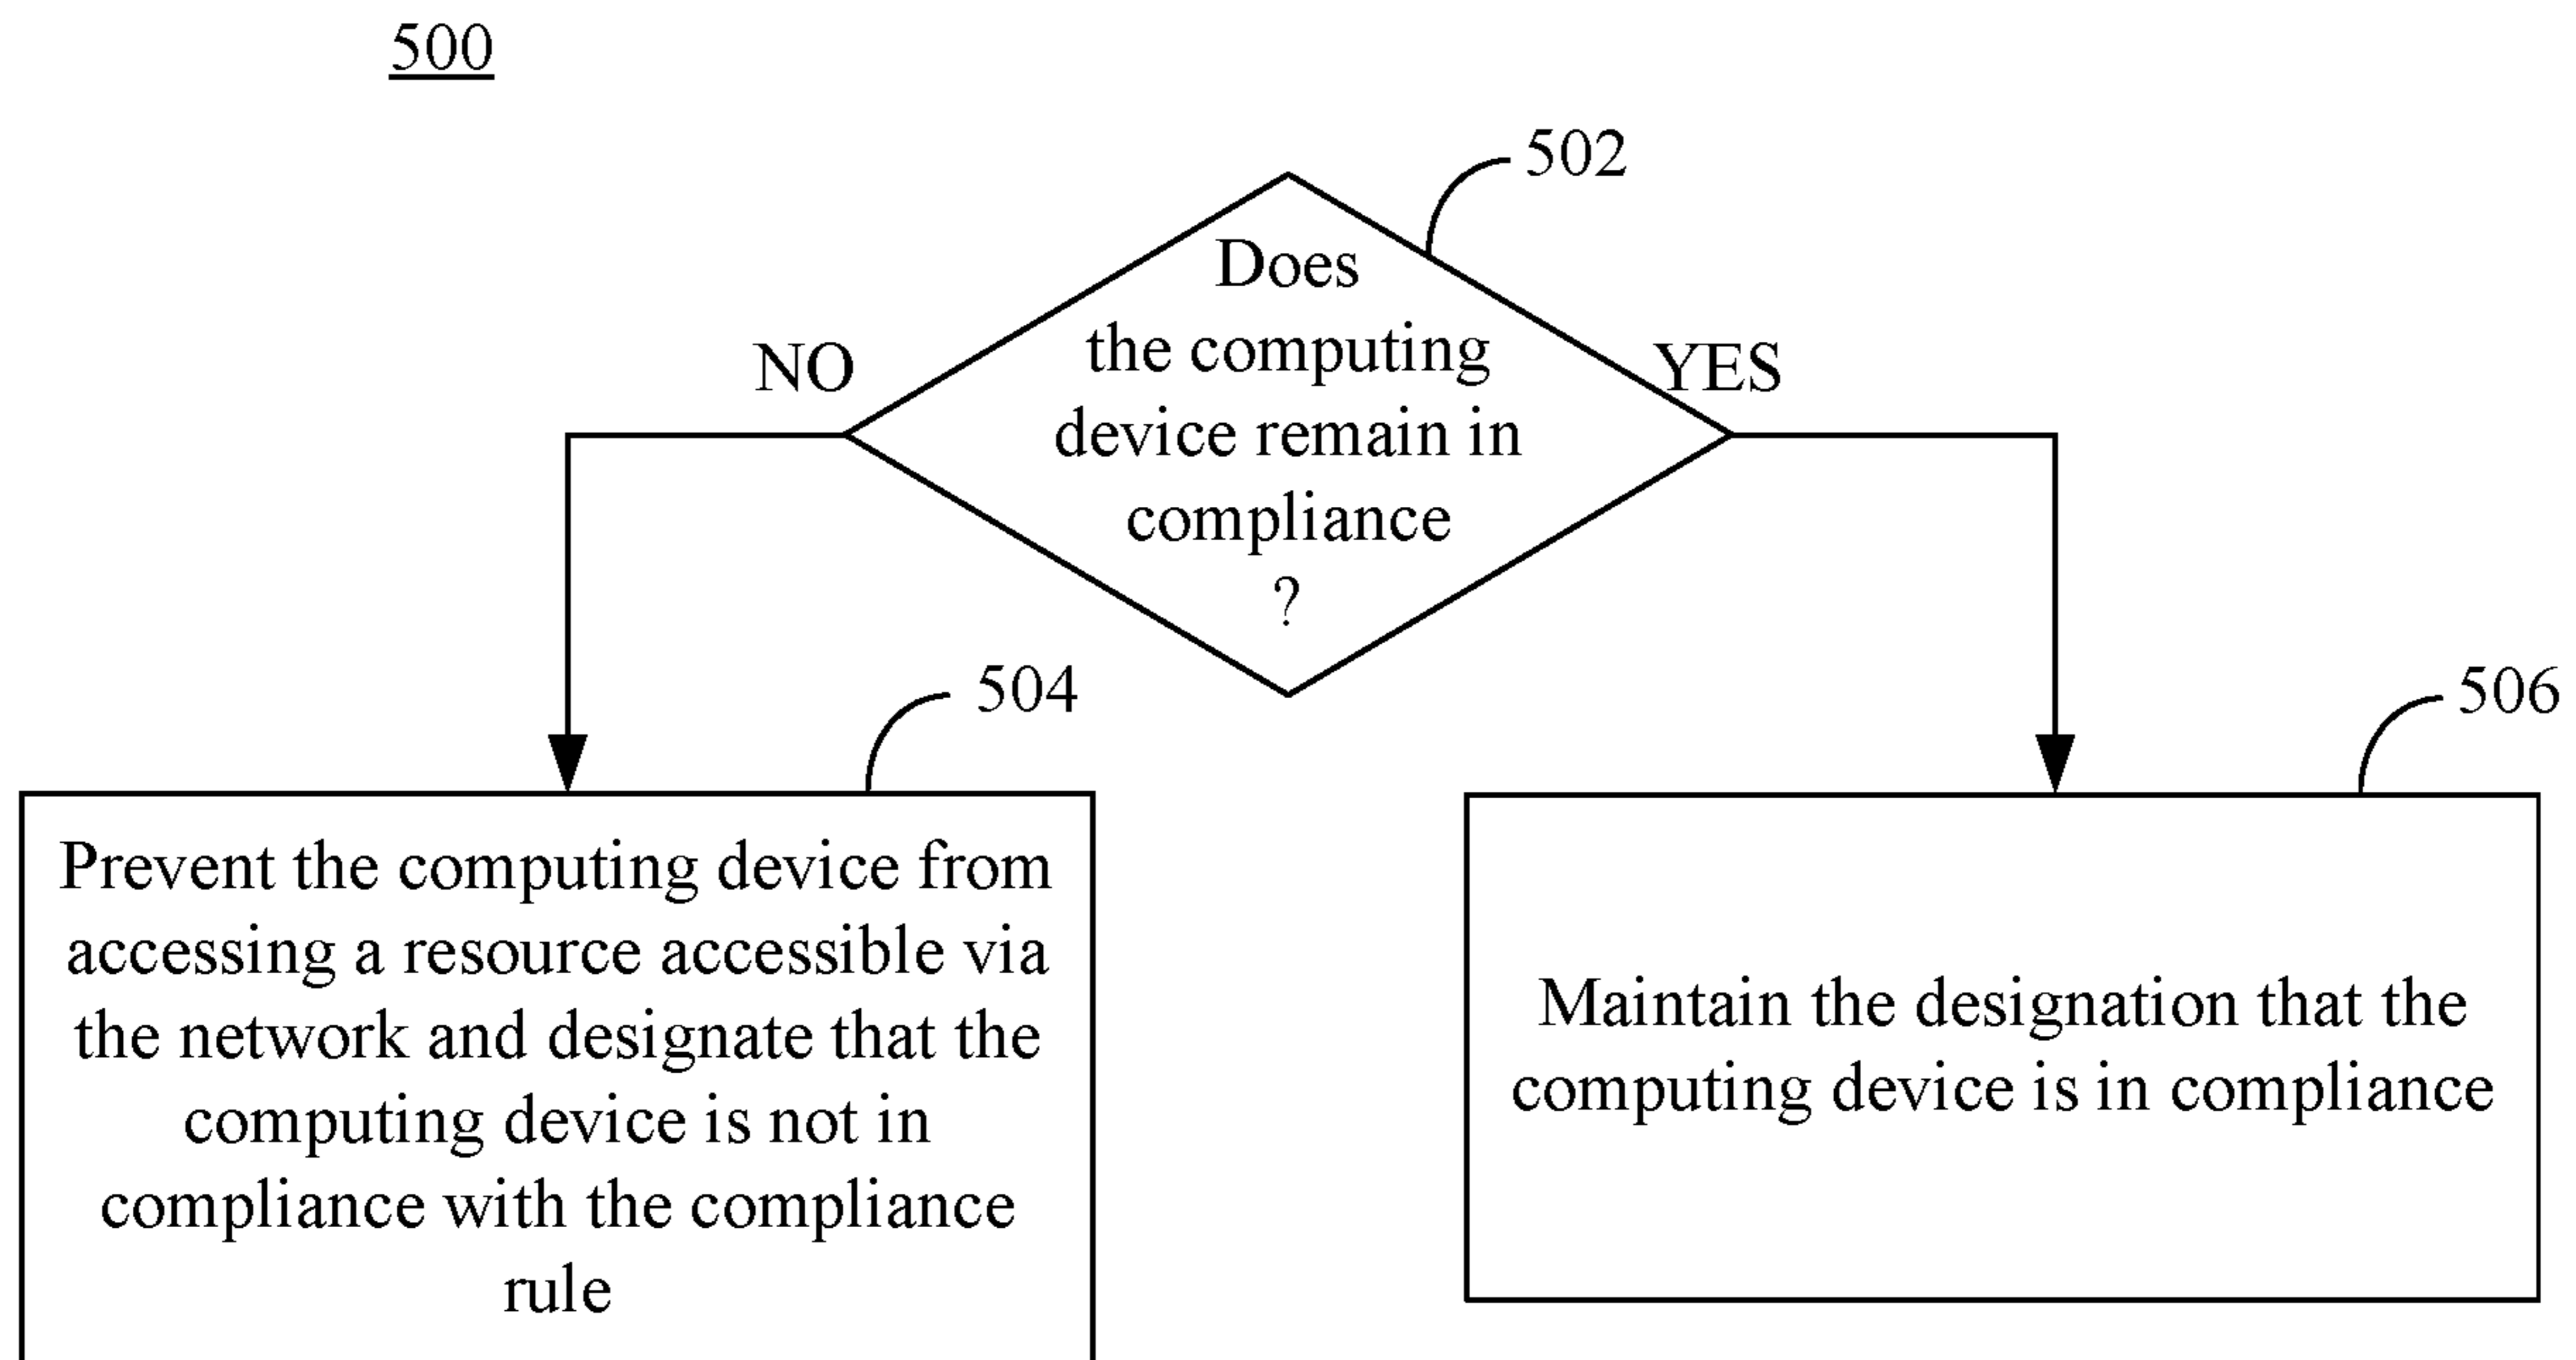 500
502
Does
the computing
device remain in
compliance
?
NO
YES
504
Prevent the computing device from
accessing a resource accessible via
the network and designate that the
computing device is not in
compliance with the compliance
rule
506
Maintain the designation that the
computing device is in compliance